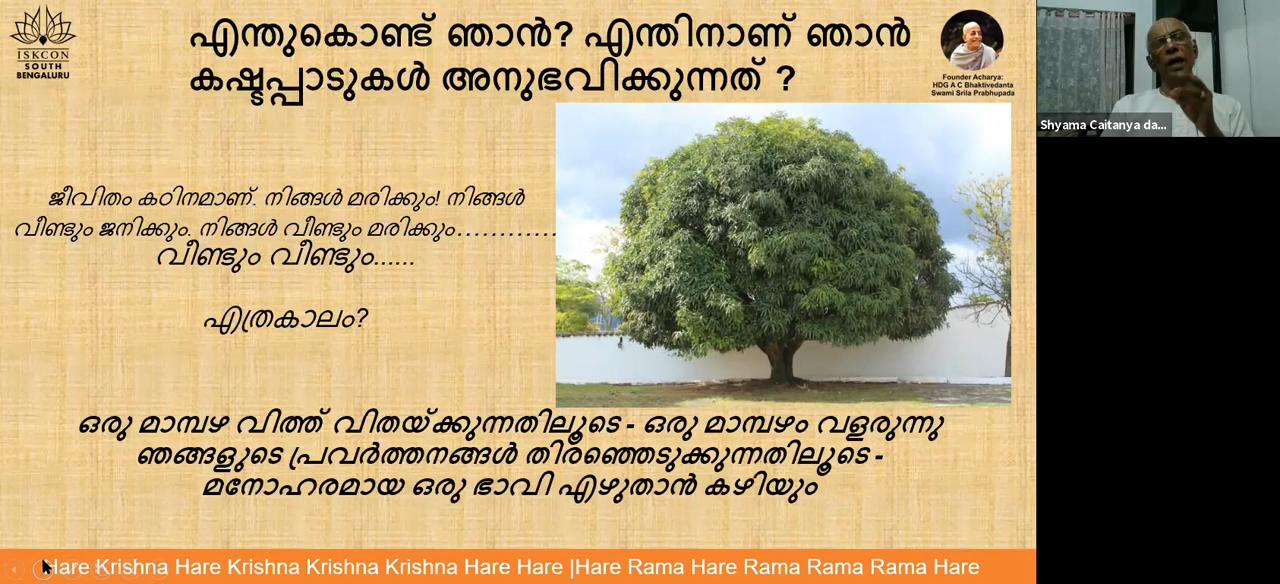 ISKCON
SOUTH
BENGALURU
എന്തുകൊണ്ട് ഞാൻ? എന്തിനാണ് ഞാൻ
കഷ്ടപ്പാടുകൾ അനുഭവിക്കുന്നത് ?
Founder Acharya:
HDG A C Bhaktivedanta
Swami Srila Prabhupada
Shyama Caitanya da...
ജീവിതം കഠിനമാണ്. നിങ്ങൾ മരിക്കും! നിങ്ങൾ
വീണ്ടും ജനിക്കും. നിങ്ങൾ വീണ്ടും മരിക്കും…………
വീണ്ടും വീണ്ടും......
എത്രകാലം?
ഒരു മാമ്പഴ വിത്ത് വിതയ്ക്കുന്നതിലൂടെ - ഒരു മാമ്പഴം വളരുന്നു
ഞങ്ങളുടെ പ്രവർത്തനങ്ങൾ തിരഞ്ഞെടുക്കുന്നതിലൂടെ -
മനോഹരമായ ഒരു ഭാവി എഴുതാൻ കഴിയും
Hare Krishna Hare Krishna Krishna Krishna Hare Hare |Hare Rama Hare Rama Rama Rama Hare